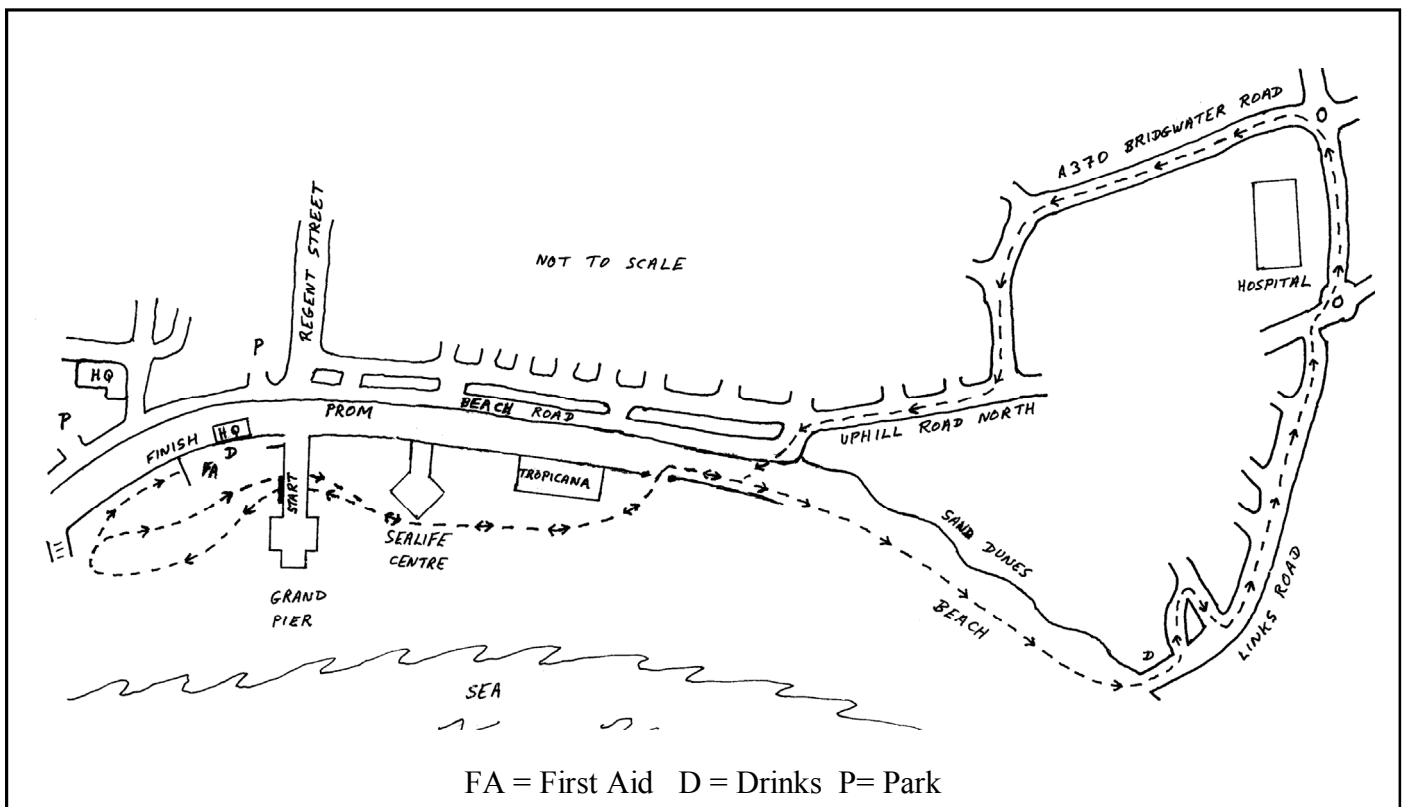 A370 BRIDGWATER ROAD
REGENT STREET
NOT TO SCALE
HOSPITAL
P
HQ
P
PROM
BEACH ROAD
UPHILL ROAD NORTH
FINISH
HQ
D
FA
START
TROPICANA
SEALIFE
CENTRE
SAND DUNES
BEACH
GRAND
PIER
D
LINKS ROAD
SEA
FA = First Aid D = Drinks P= Park